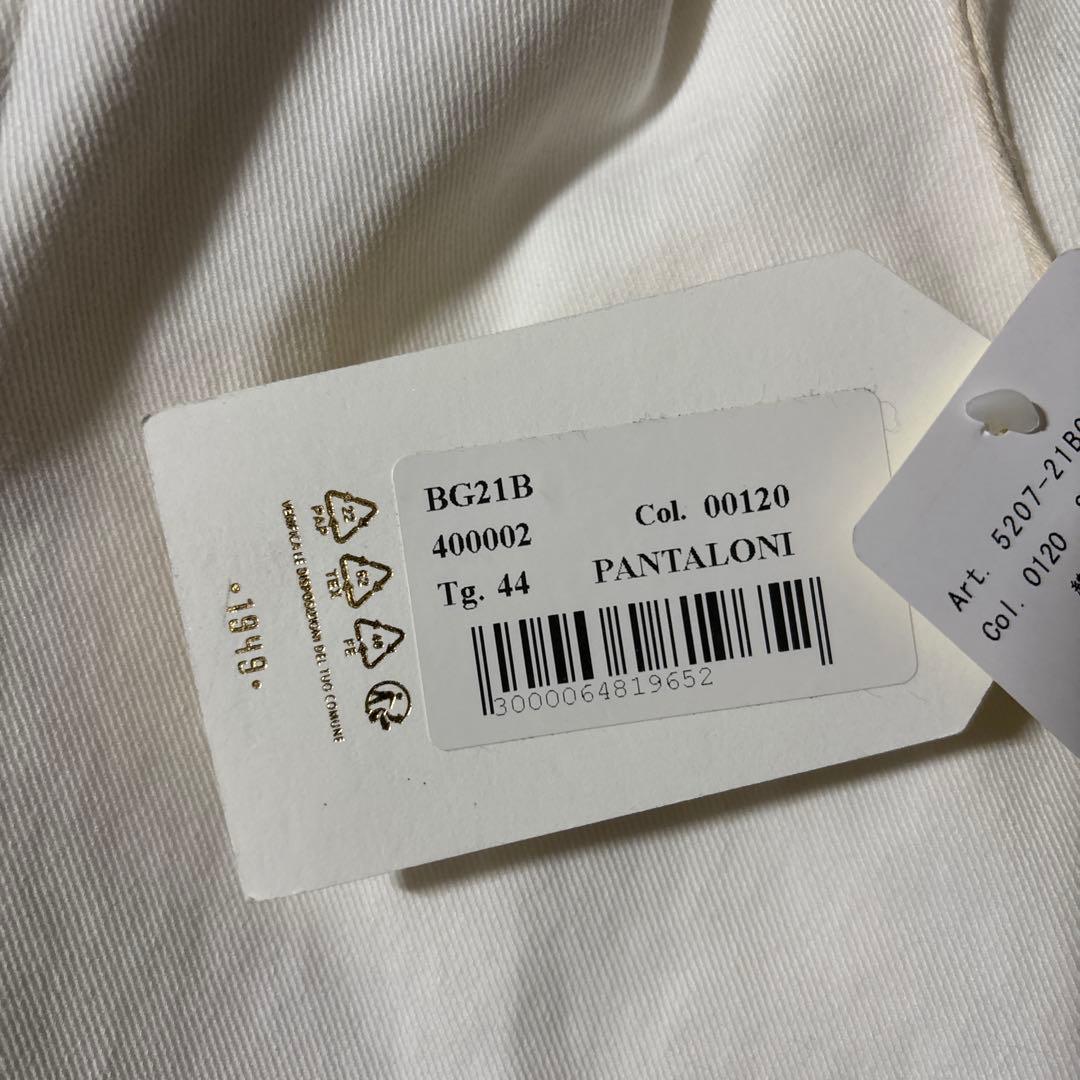 BG21B
400002
Col. 00120
Tg. 44
PANTALONI
3000064819652
22
PAP
62
TEX
PE
VERIFICA LE DISPOSIZIONI DEL TUO COMUNE
•1949•
Art. 5207-21B
Col. 0120